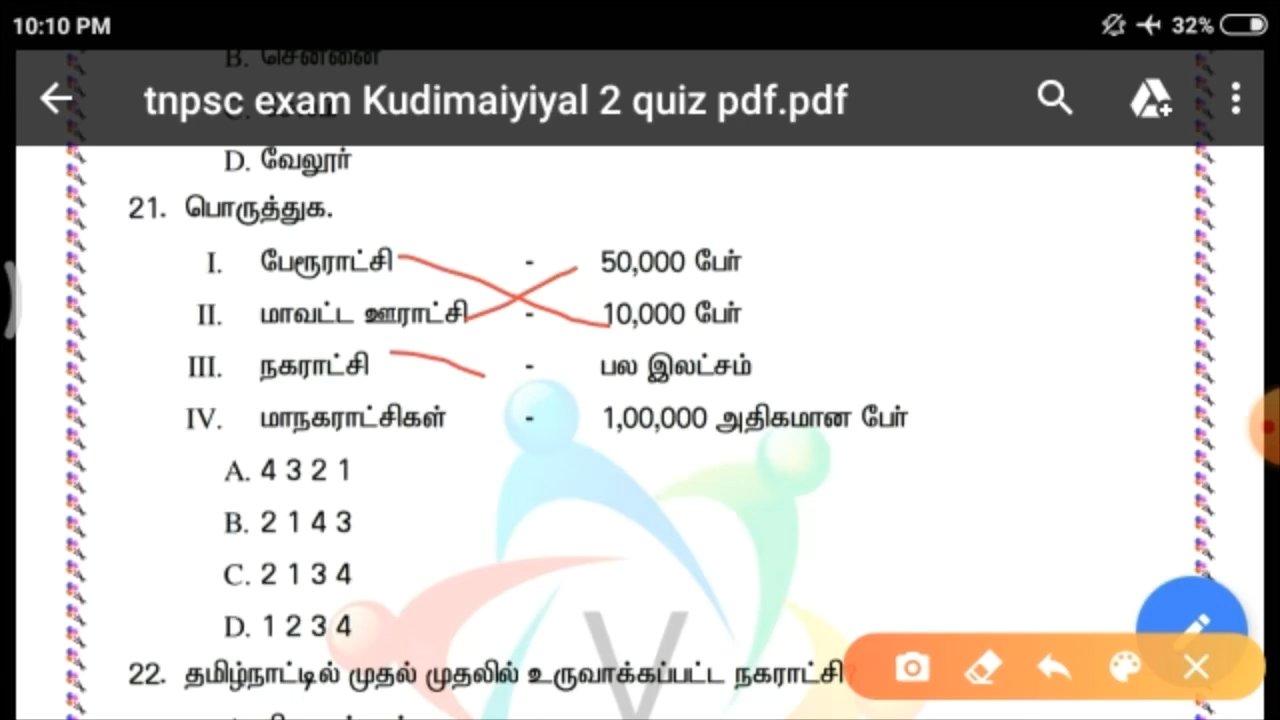 10:10 PM
32%
B. சென்னை
tnpsc exam Kudimaiyiyal 2 quiz pdf.pdf
D. வேலூர்
21. பொருத்துக.
I. பேரூராட்சி - 50,000 பேர்
II. மாவட்ட ஊராட்சி - 10,000 பேர்
III. நகராட்சி - பல இலட்சம்
IV. மாநகராட்சிகள் - 1,00,000 அதிகமான பேர்
A. 4 3 2 1
B. 2 1 4 3
C. 2 1 3 4
D. 1 2 3 4
22. தமிழ்நாட்டில் முதல் முதலில் உருவாக்கப்பட்ட நகராட்சி
V